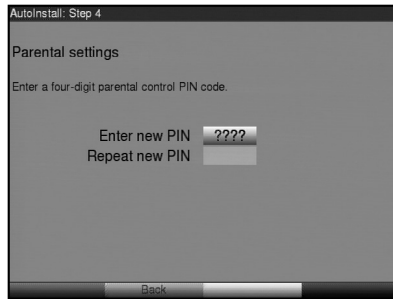 AutoInstall: Step 4
Parental settings
Enter a four-digit parental control PIN code.
Enter new PIN ????
Repeat new PIN
Back